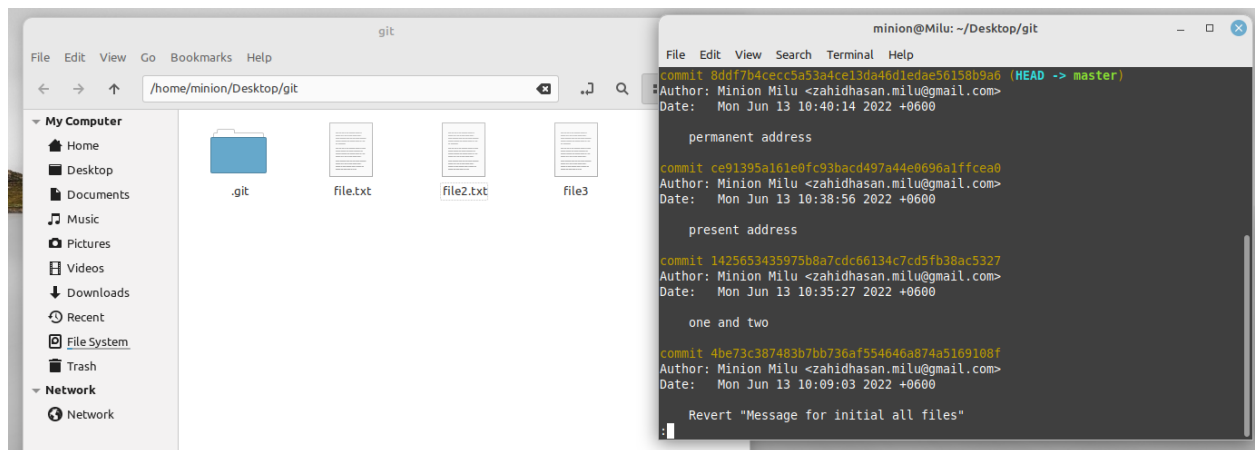 git
File Edit View Go Bookmarks Help
/home/minion/Desktop/git
My Computer
Home
Desktop
Documents
Music
Pictures
Videos
Downloads
Recent
File System
Trash
Network
Network
.git
file.txt
file2.txt
file3
minion@Milu: ~/Desktop/git
File Edit View Search Terminal Help
commit 8ddf7b4cecc5a53a4ce13da46d1edae56158b9a6 (HEAD -> master)
Author: Minion Milu <zahidhasan.milu@gmail.com>
Date:   Mon Jun 13 10:40:14 2022 +0600
permanent address
commit ce91395a161e0fc93bacd497a44e0696a1ffcea0
Author: Minion Milu <zahidhasan.milu@gmail.com>
Date:   Mon Jun 13 10:38:56 2022 +0600
present address
commit 1425653435975b8a7cdc66134c7cd5fb38ac5327
Author: Minion Milu <zahidhasan.milu@gmail.com>
Date:   Mon Jun 13 10:35:27 2022 +0600
one and two
commit 4be73c387483b7bb736af554646a874a5169108f
Author: Minion Milu <zahidhasan.milu@gmail.com>
Date:   Mon Jun 13 10:09:03 2022 +0600
Revert "Message for initial all files"
: